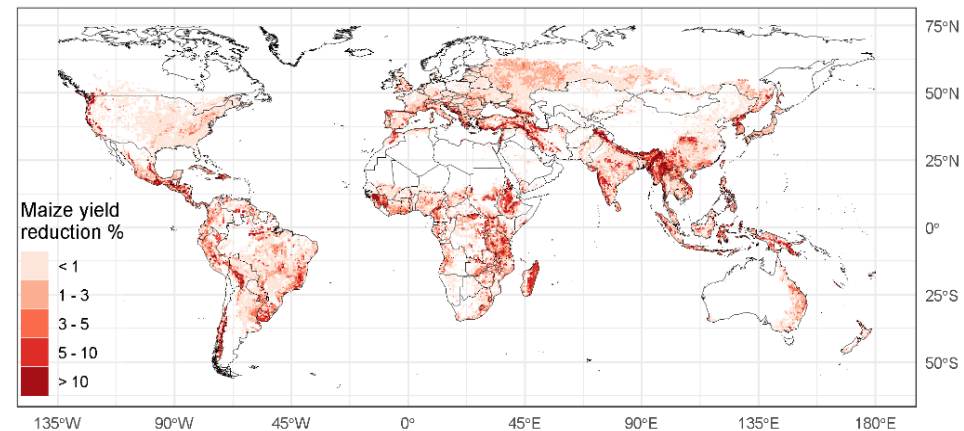 75°N
50°N
25°N
0°
25°S
50°S
Maize yield
reduction %
< 1
1 - 3
3 - 5
5 - 10
> 10
135°W 90°W 45°W 0° 45°E 90°E 135°E 180°E